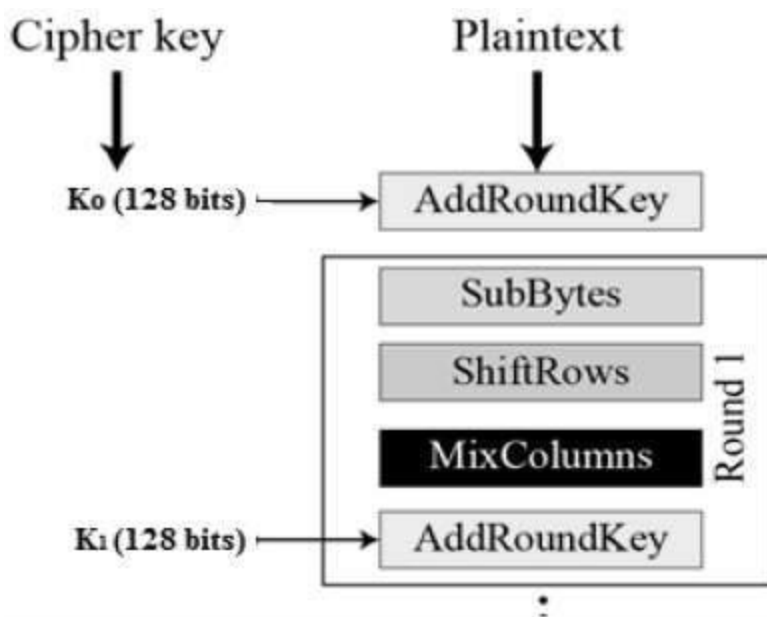 Cipher key
Plaintext
K0 (128 bits)
AddRoundKey
SubBytes
ShiftRows
MixColumns
Round 1
K1 (128 bits)
AddRoundKey